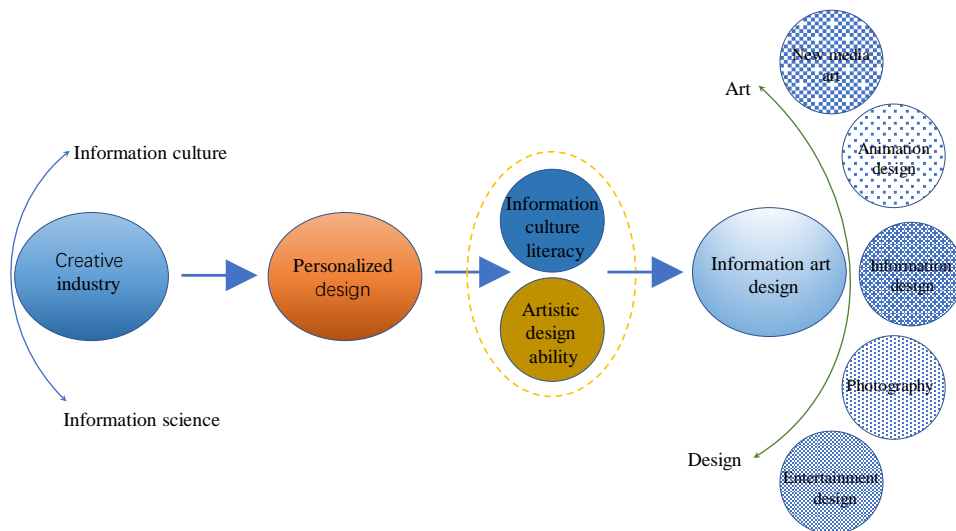 Information culture
Creative
industry
Information science
Personalized
design
Information
culture
literacy
Artistic
design
ability
Information art
design
Art
Design
New media
art
Animation
design
Information
design
Photography
Entertainment
design